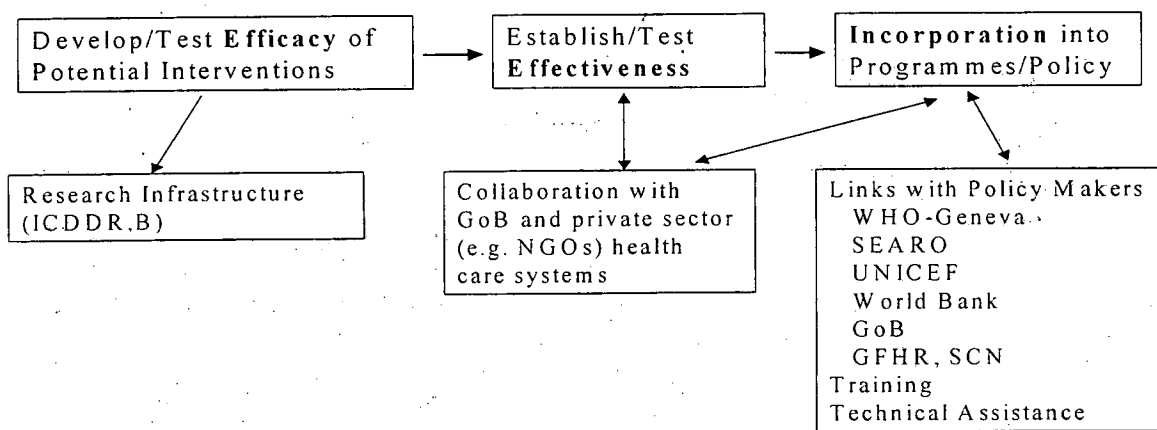 Develop/Test Efficacy of
Potential Interventions
Establish/Test
Effectiveness
Incorporation into
Programmes/Policy
Research Infrastructure
(ICDDR,B)
Collaboration with
GoB and private sector
(e.g. NGOs) health
care systems
Links with Policy Makers
WHO-Geneva
SEARO
UNICEF
World Bank
GoB
GFHR, SCN
Training
Technical Assistance